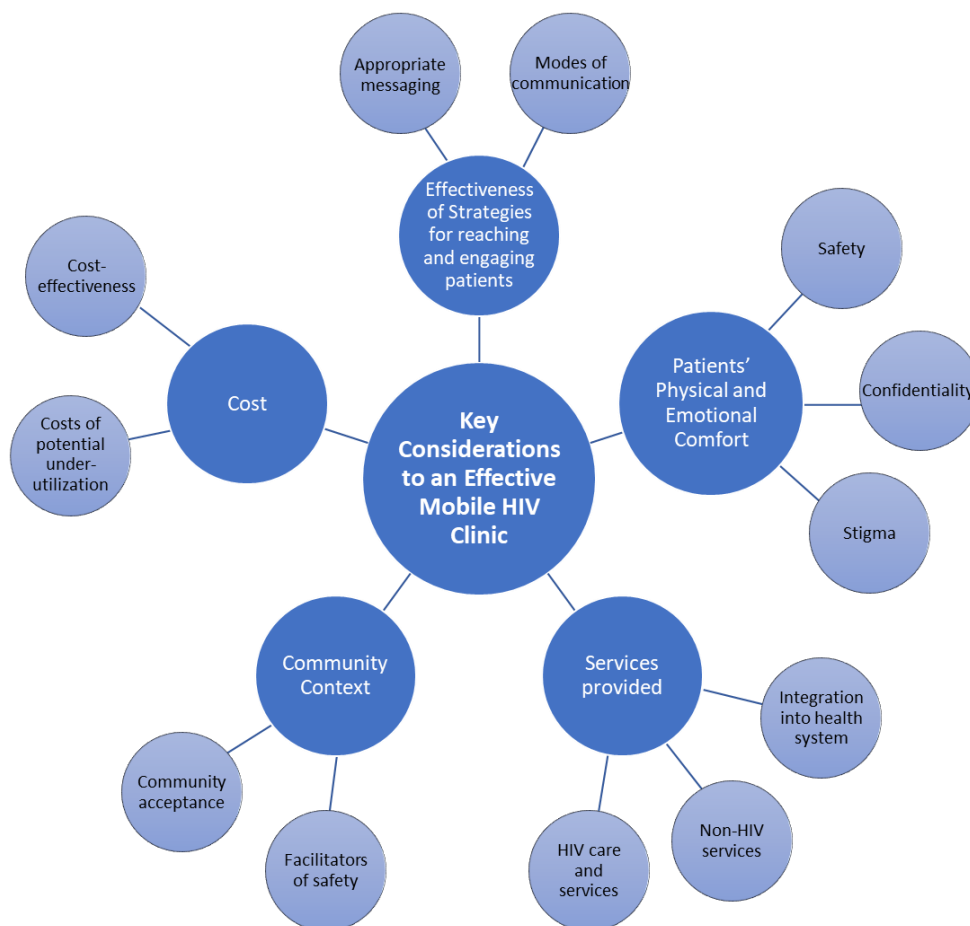 Appropriate
messaging
Modes of
communication
Effectiveness
of Strategies
for reaching
and engaging
patients
Safety
Cost-
effectiveness
Patients'
Physical and
Emotional
Comfort
Confidentiality
Cost
Costs of
potential
under-
utilization
Key
Considerations
to an Effective
Mobile HIV
Clinic
Stigma
Community
Context
Services
provided
Integration
into health
system
Community
acceptance
Facilitators
of safety
HIV care
and
services
Non-HIV
services